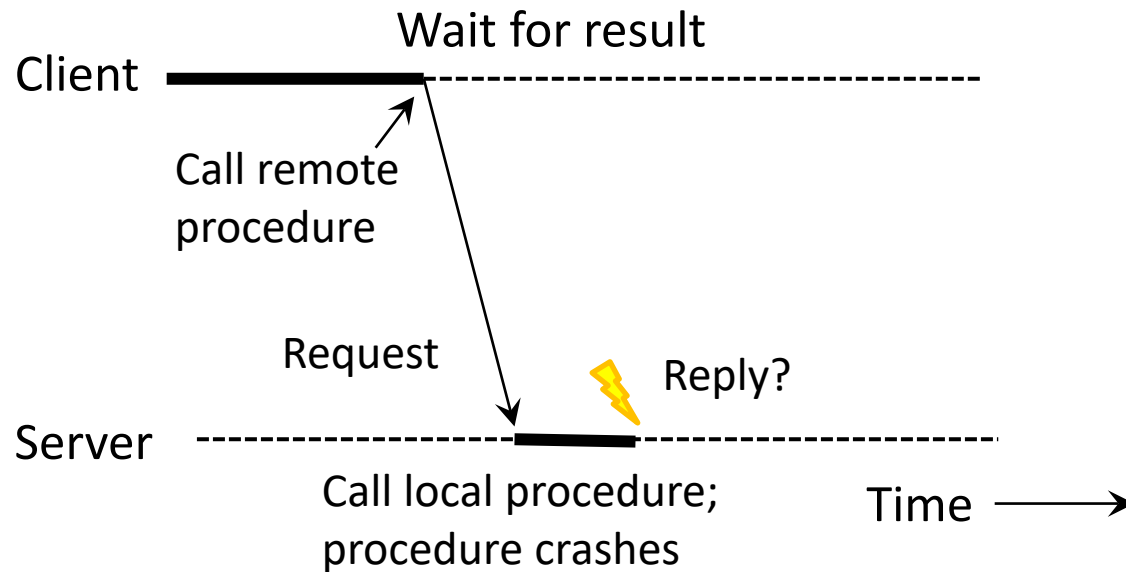 Wait for result
Client
Call remote
procedure
Request
Reply?
Server
Call local procedure;
procedure crashes
Time